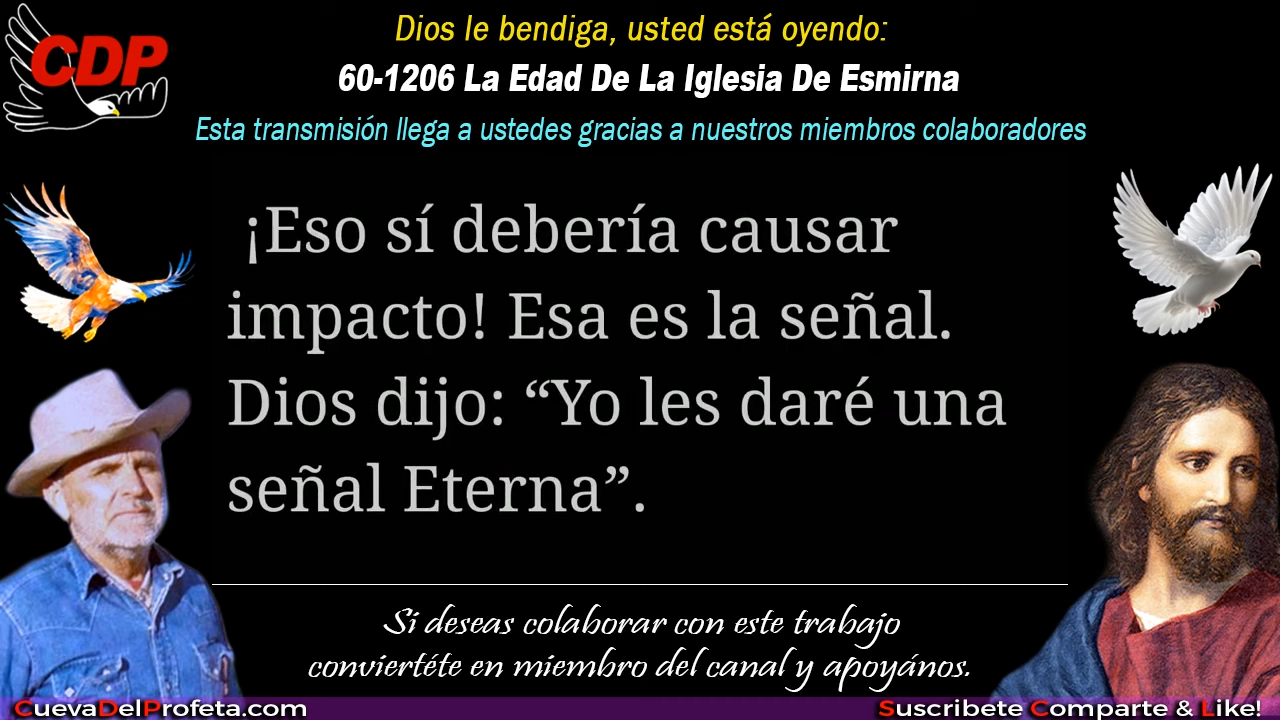 CDP
Dios le bendiga, usted está oyendo:
60-1206 La Edad De La Iglesia De Esmirna
Esta transmisión llega a ustedes gracias a nuestros miembros colaboradores
¡Eso sí debería causar
impacto! Esa es la señal.
Dios dijo: “Yo les daré una
señal Eterna”.
Si deseas colaborar con este trabajo
conviertéte en miembro del canal y apoyános.
CuevaDelProfeta.com
Suscribete Comparte & Like!